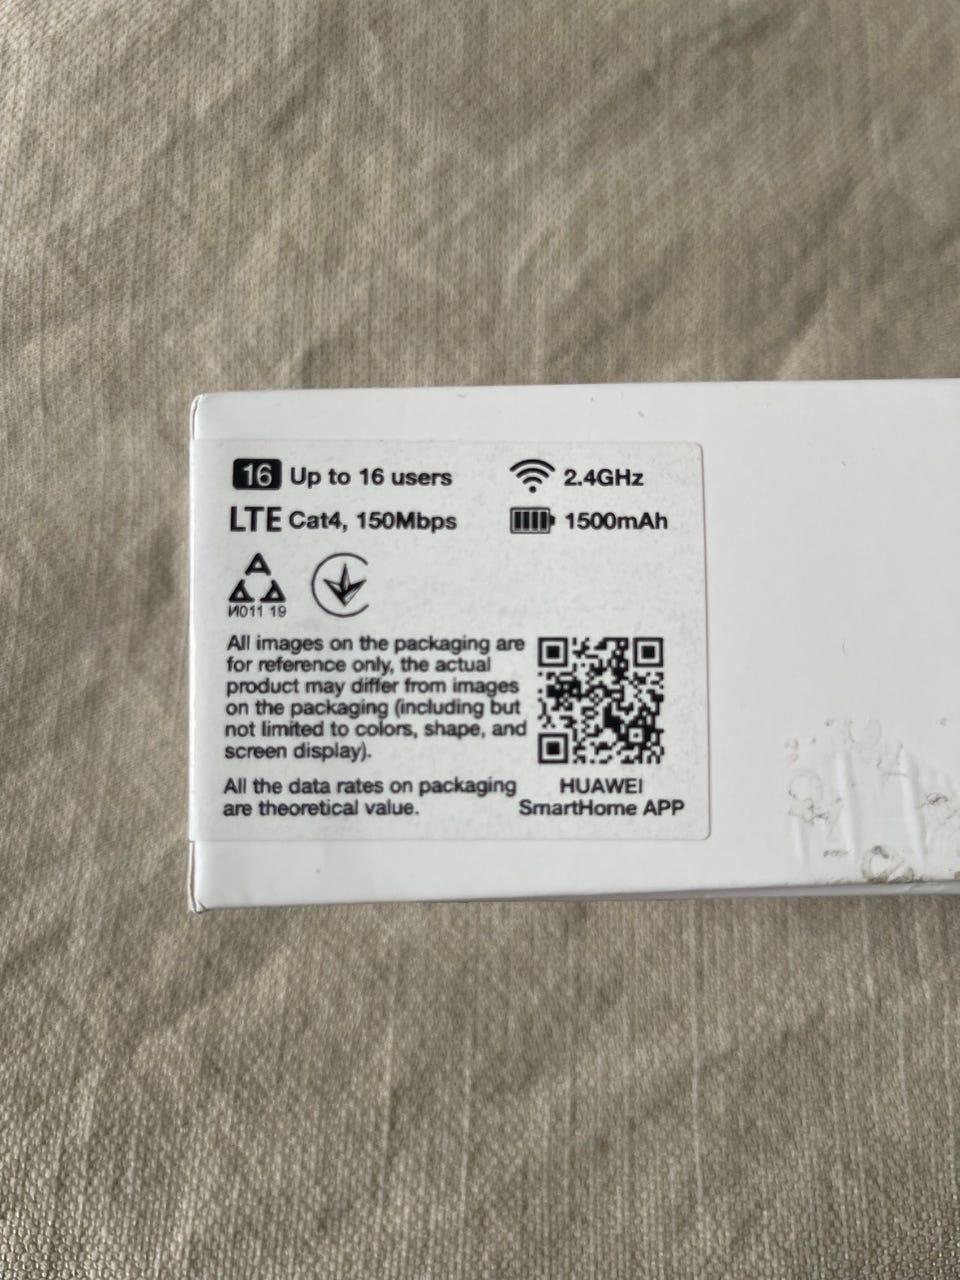 16 Up to 16 users
2.4GHz
LTE Cat4, 150Mbps
1500mAh
И011 19
All images on the packaging are
for reference only, the actual
product may differ from images
on the packaging (including but
not limited to colors, shape, and
screen display).
All the data rates on packaging
are theoretical value.
HUAWEI
SmartHome APP